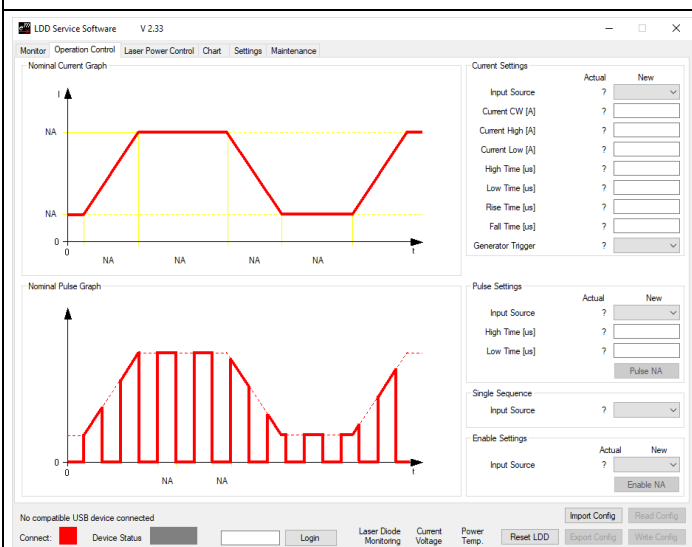 LDD Service Software V 2.33
Monitor Operation Control Laser Power Control Chart Settings Maintenance
Nominal Current Graph
I
NA
NA
0
0
t
NA NA NA NA
Current Settings
Actual New
Input Source ?
Current CW [A] ?
Current High [A] ?
Current Low [A] ?
High Time [us] ?
Low Time [us] ?
Rise Time [us] ?
Fall Time [us] ?
Generator Trigger ?
Nominal Pulse Graph
0
0
t
NA NA
Pulse Settings
Actual New
Input Source ?
High Time [us] ?
Low Time [us] ?
Pulse NA
Single Sequence
Input Source ?
Enable Settings
Actual New
Input Source ?
Enable NA
No compatible USB device connected
Connect: Device Status Login
Laser Diode Monitoring
Current Voltage
Power Temp.
Reset LDD
Import Config Read Config
Export Config Write Config